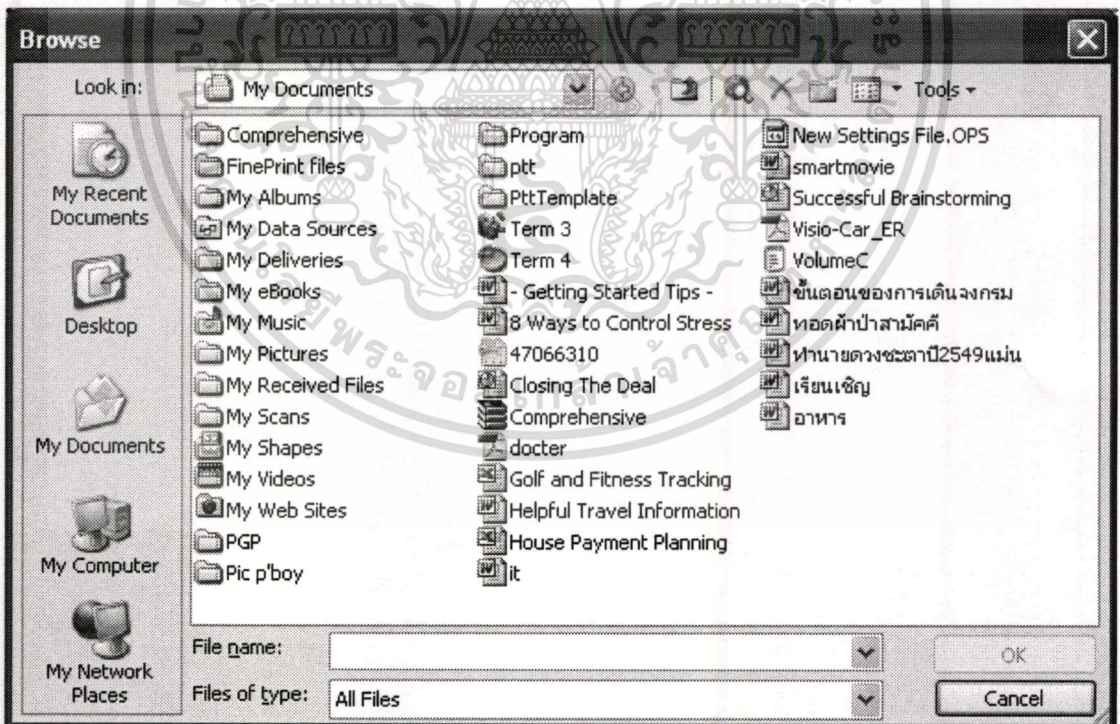 Browse
Look in:
My Documents
Tools
My Recent
Documents
Desktop
My Documents
My Computer
My Network
Places
Comprehensive
FinePrint files
My Albums
My Data Sources
My Deliveries
My eBooks
My Music
My Pictures
My Received Files
My Scans
My Shapes
My Videos
My Web Sites
PGP
Pic p'boy
Program
ptt
PttTemplate
Term 3
Term 4
- Getting Started Tips -
8 Ways to Control Stress
47066310
Closing The Deal
Comprehensive
docter
Golf and Fitness Tracking
Helpful Travel Information
House Payment Planning
it
New Settings File.OPS
smartmovie
Successful Brainstorming
Visio-Car_ER
VolumeC
ขั้นตอนของการเดินจงกรม
ทอดผ้าป่าสามัคคี
ทำนายดวงชะตาปี2549แม่น
เรียนเชิญ
อาหาร
File name:
Files of type:
All Files
OK
Cancel